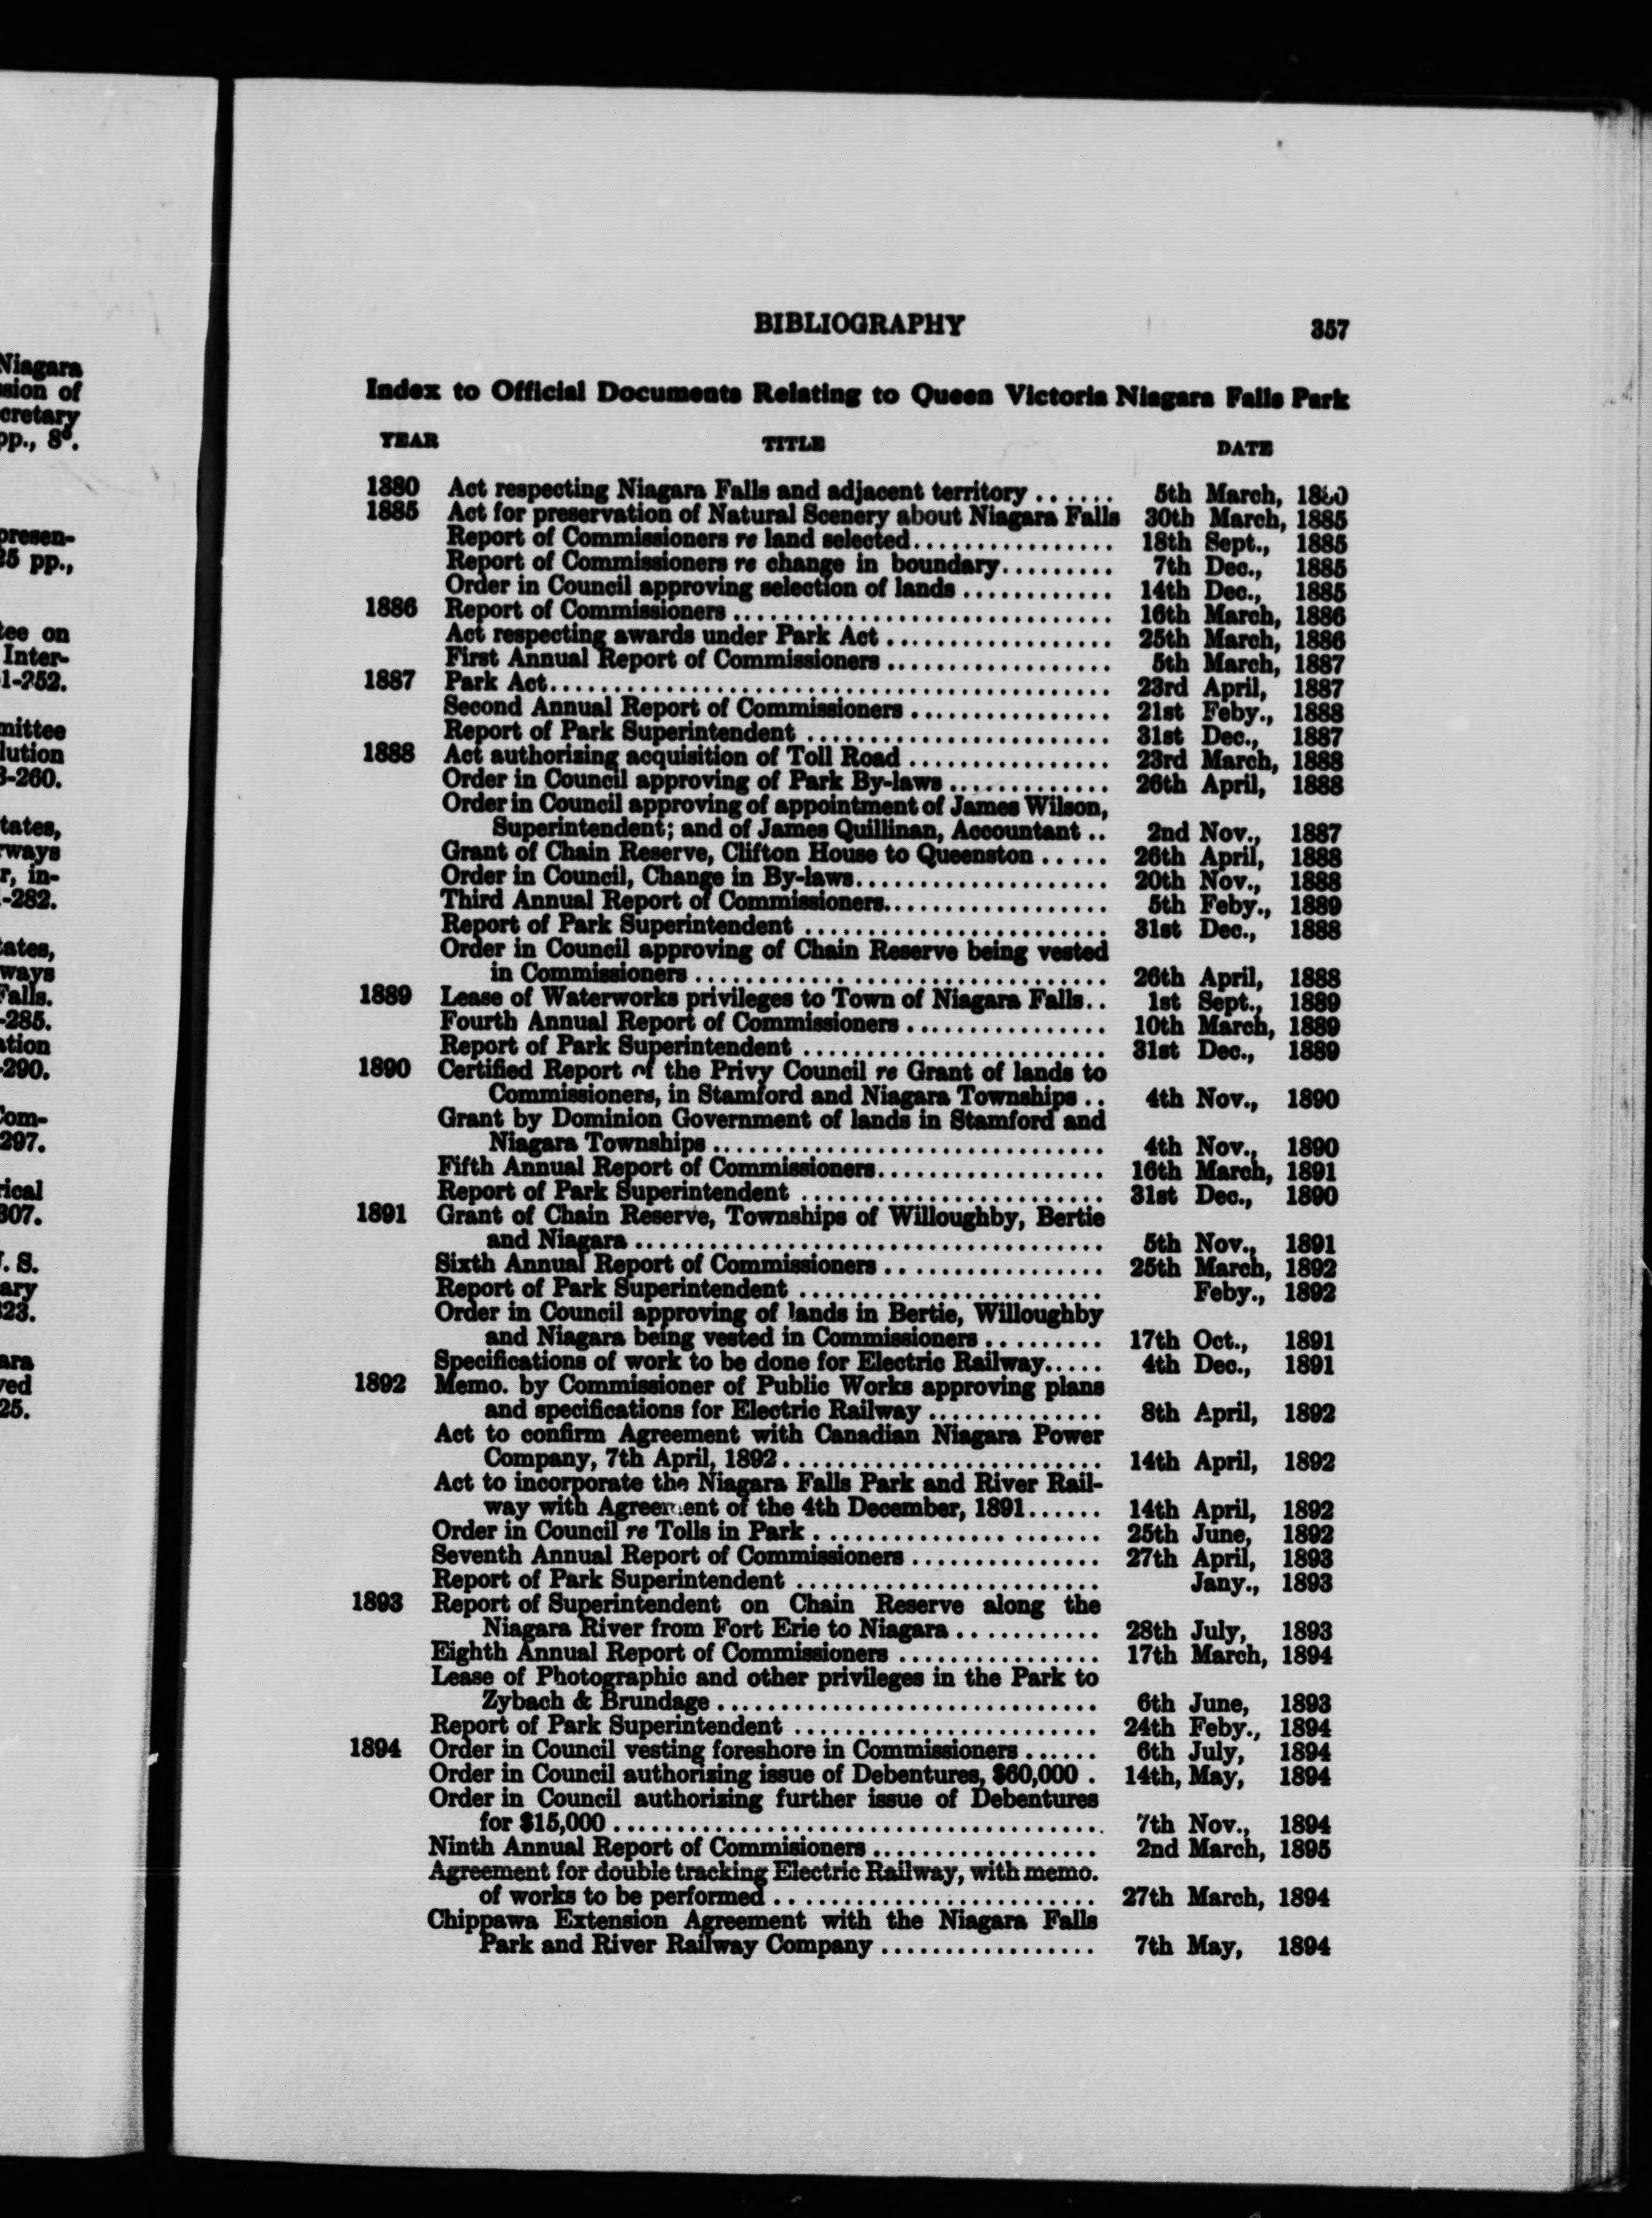 BIBLIOGRAPHY 357
Index to Official Documents Relating to Queen Victoria Niagara Falls Park
YEAR TITLE DATE
1880 Act respecting Niagara Falls and adjacent territory ...... 5th March, 1880
1885 Act for preservation of Natural Scenery about Niagara Falls 30th March, 1885
Report of Commissioners re land selected................ 18th Sept., 1885
Report of Commissioners re change in boundary......... 7th Dec., 1885
Order in Council approving selection of lands ............ 14th Dec., 1885
1886 Report of Commissioners .............................. 16th March, 1886
Act respecting awards under Park Act .................. 25th March, 1886
First Annual Report of Commissioners .................. 5th March, 1887
1887 Park Act............................................ 23rd April, 1887
Second Annual Report of Commissioners ................ 21st Feby., 1888
Report of Park Superintendent ........................ 31st Dec., 1887
1888 Act authorizing acquisition of Toll Road ................ 23rd March, 1888
Order in Council approving of Park By-laws ............. 26th April, 1888
Order in Council approving of appointment of James Wilson,
Superintendent; and of James Quillinan, Accountant .. 2nd Nov., 1887
Grant of Chain Reserve, Clifton House to Queenston ..... 26th April, 1888
Order in Council, Change in By-laws.................... 20th Nov., 1888
Third Annual Report of Commissioners.................. 5th Feby., 1889
Report of Park Superintendent ........................ 31st Dec., 1888
Order in Council approving of Chain Reserve being vested
in Commissioners ................................. 26th April, 1888
1889 Lease of Waterworks privileges to Town of Niagara Falls.. 1st Sept., 1889
Fourth Annual Report of Commissioners ................ 10th March, 1889
Report of Park Superintendent ........................ 31st Dec., 1889
1890 Certified Report of the Privy Council re Grant of lands to
Commissioners, in Stamford and Niagara Townships .. 4th Nov., 1890
Grant by Dominion Government of lands in Stamford and
Niagara Townships ............................... 4th Nov., 1890
Fifth Annual Report of Commissioners.................. 16th March, 1891
Report of Park Superintendent ........................ 31st Dec., 1890
1891 Grant of Chain Reserve, Townships of Willoughby, Bertie
and Niagara ..................................... 5th Nov., 1891
Sixth Annual Report of Commissioners ................. 25th March, 1892
Report of Park Superintendent ........................ Feby., 1892
Order in Council approving of lands in Bertie, Willoughby
and Niagara being vested in Commissioners ......... 17th Oct., 1891
Specifications of work to be done for Electric Railway..... 4th Dec., 1891
1892 Memo. by Commissioner of Public Works approving plans
and specifications for Electric Railway .............. 8th April, 1892
Act to confirm Agreement with Canadian Niagara Power
Company, 7th April, 1892......................... 14th April, 1892
Act to incorporate the Niagara Falls Park and River Rail-
way with Agreement of the 4th December, 1891...... 14th April, 1892
Order in Council re Tolls in Park ....................... 25th June, 1892
Seventh Annual Report of Commissioners ............... 27th April, 1893
Report of Park Superintendent ........................ Jany., 1893
1893 Report of Superintendent on Chain Reserve along the
Niagara River from Fort Erie to Niagara ........... 28th July, 1893
Eighth Annual Report of Commissioners ................ 17th March, 1894
Lease of Photographic and other privileges in the Park to
Zybach & Brundage .............................. 6th June, 1893
Report of Park Superintendent ........................ 24th Feby., 1894
1894 Order in Council vesting foreshore in Commissioners ...... 6th July, 1894
Order in Council authorizing issue of Debentures, $60,000 . 14th, May, 1894
Order in Council authorizing further issue of Debentures
for $15,000 ....................................... 7th Nov., 1894
Ninth Annual Report of Commisioners .................. 2nd March, 1895
Agreement for double tracking Electric Railway, with memo.
of works to be performed .......................... 27th March, 1894
Chippawa Extension Agreement with the Niagara Falls
Park and River Railway Company ................. 7th May, 1894